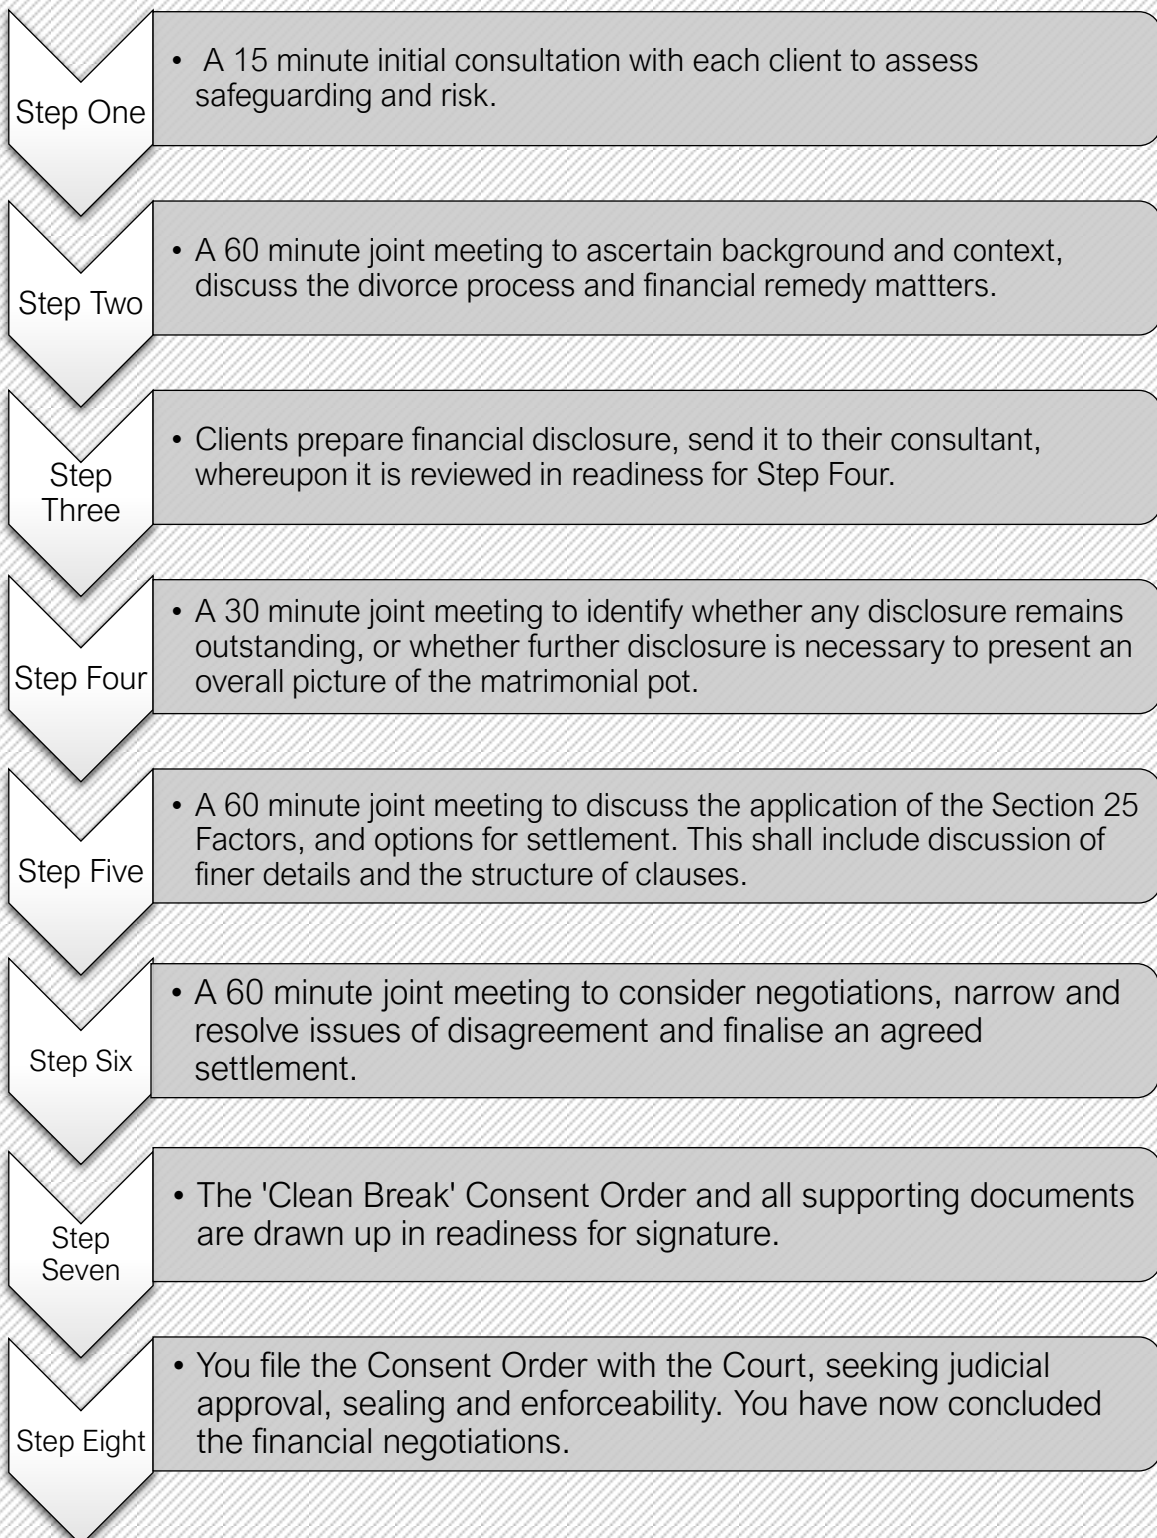 Step One
• A 15 minute initial consultation with each client to assess
safeguarding and risk.
Step Two
• A 60 minute joint meeting to ascertain background and context,
discuss the divorce process and financial remedy mattters.
Step
Three
• Clients prepare financial disclosure, send it to their consultant,
whereupon it is reviewed in readiness for Step Four.
Step Four
• A 30 minute joint meeting to identify whether any disclosure remains
outstanding, or whether further disclosure is necessary to present an
overall picture of the matrimonial pot.
Step Five
• A 60 minute joint meeting to discuss the application of the Section 25
Factors, and options for settlement. This shall include discussion of
finer details and the structure of clauses.
Step Six
• A 60 minute joint meeting to consider negotiations, narrow and
resolve issues of disagreement and finalise an agreed
settlement.
Step
Seven
• The 'Clean Break' Consent Order and all supporting documents
are drawn up in readiness for signature.
Step Eight
• You file the Consent Order with the Court, seeking judicial
approval, sealing and enforceability. You have now concluded
the financial negotiations.